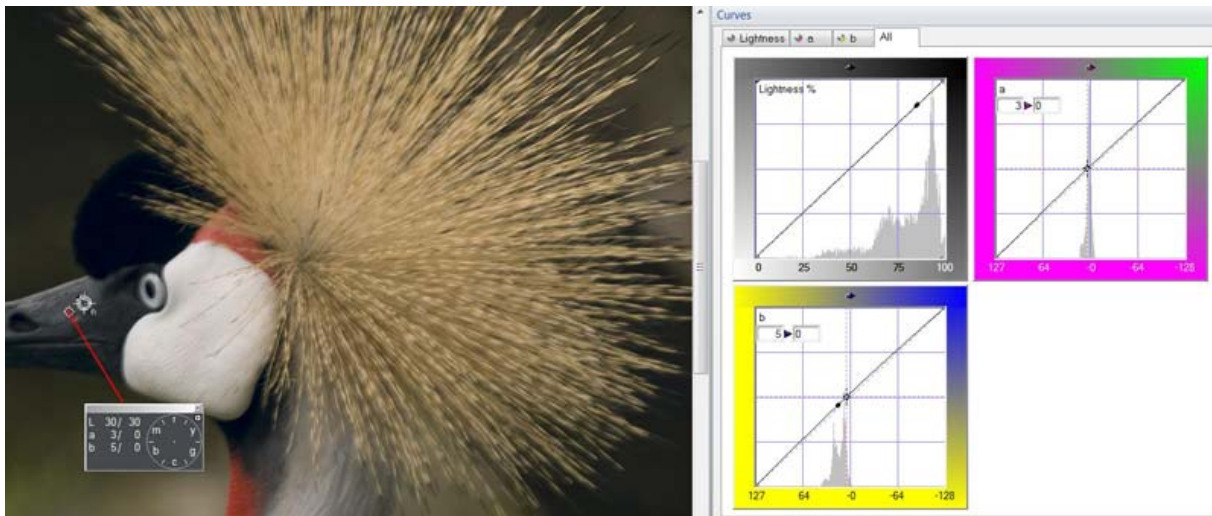 Curves
Lightness a b All
Lightness %
0 25 50 75 100
a
3 0
127 64 -0 -64 -128
b
5 0
127 64 -0 -64 -128
L 30/ 30
a 3/ 0
b 5/ 0
r
m y
b g
c